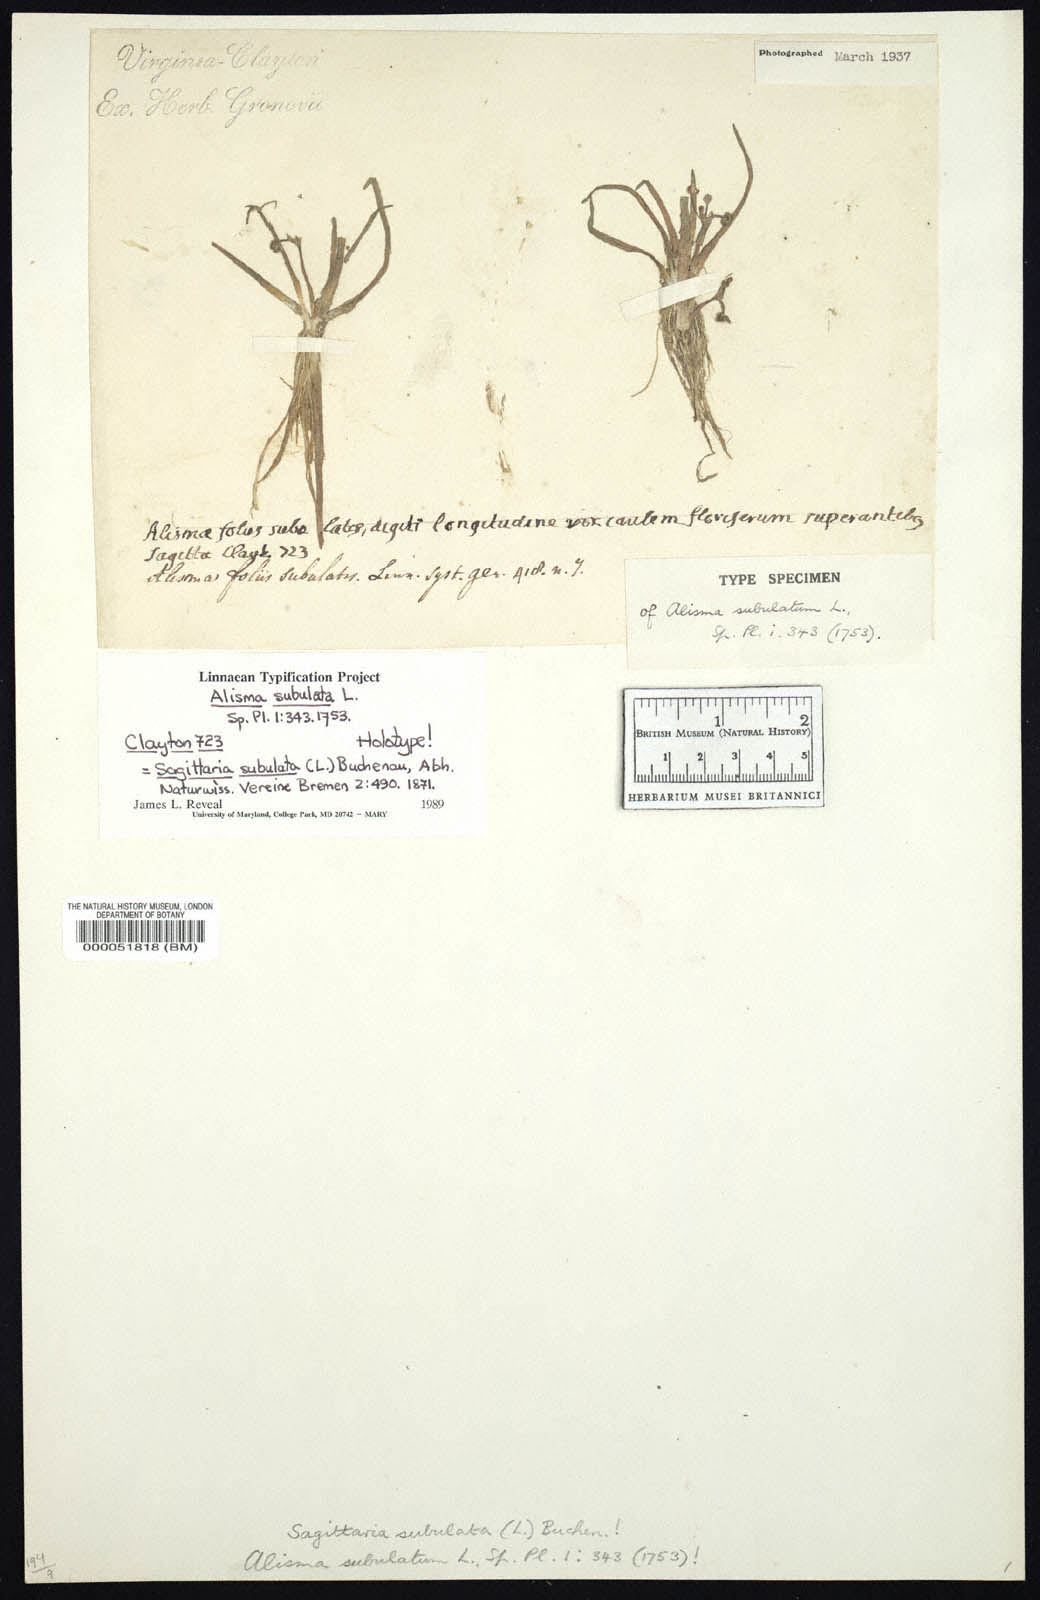 Virginia-Clayton
Ex. Herb. Gronovii
Photographed March 1937
Alisma foliis subulatis, digiti longitudine vix caulem floriferum superantibus
Sagitta Clayt. 723
Alisma foliis subulatis. Linn. syst. gen. 418. n. 7.
TYPE SPECIMEN
of Alisma subulatum L.,
Sp. Pl. i. 343 (1753).
Linnaean Typification Project
Alisma subulata L.
Sp. Pl. 1:343. 1753.
Clayton 723 Holotype!
= Sagittaria subulata (L.) Buchenau, Abh.
Naturwiss. Vereine Bremen 2:490. 1871.
James L. Reveal 1989
University of Maryland, College Park, MD 20742 – MARY
1 2
BRITISH MUSEUM (NATURAL HISTORY)
1 2 3 4 5
HERBARIUM MUSEI BRITANNICI
THE NATURAL HISTORY MUSEUM, LONDON
DEPARTMENT OF BOTANY
000051818 (BM)
Sagittaria subulata (L.) Buchen.!
Alisma subulatum L., Sp. Pl. 1: 343 (1753)!
194/9
1